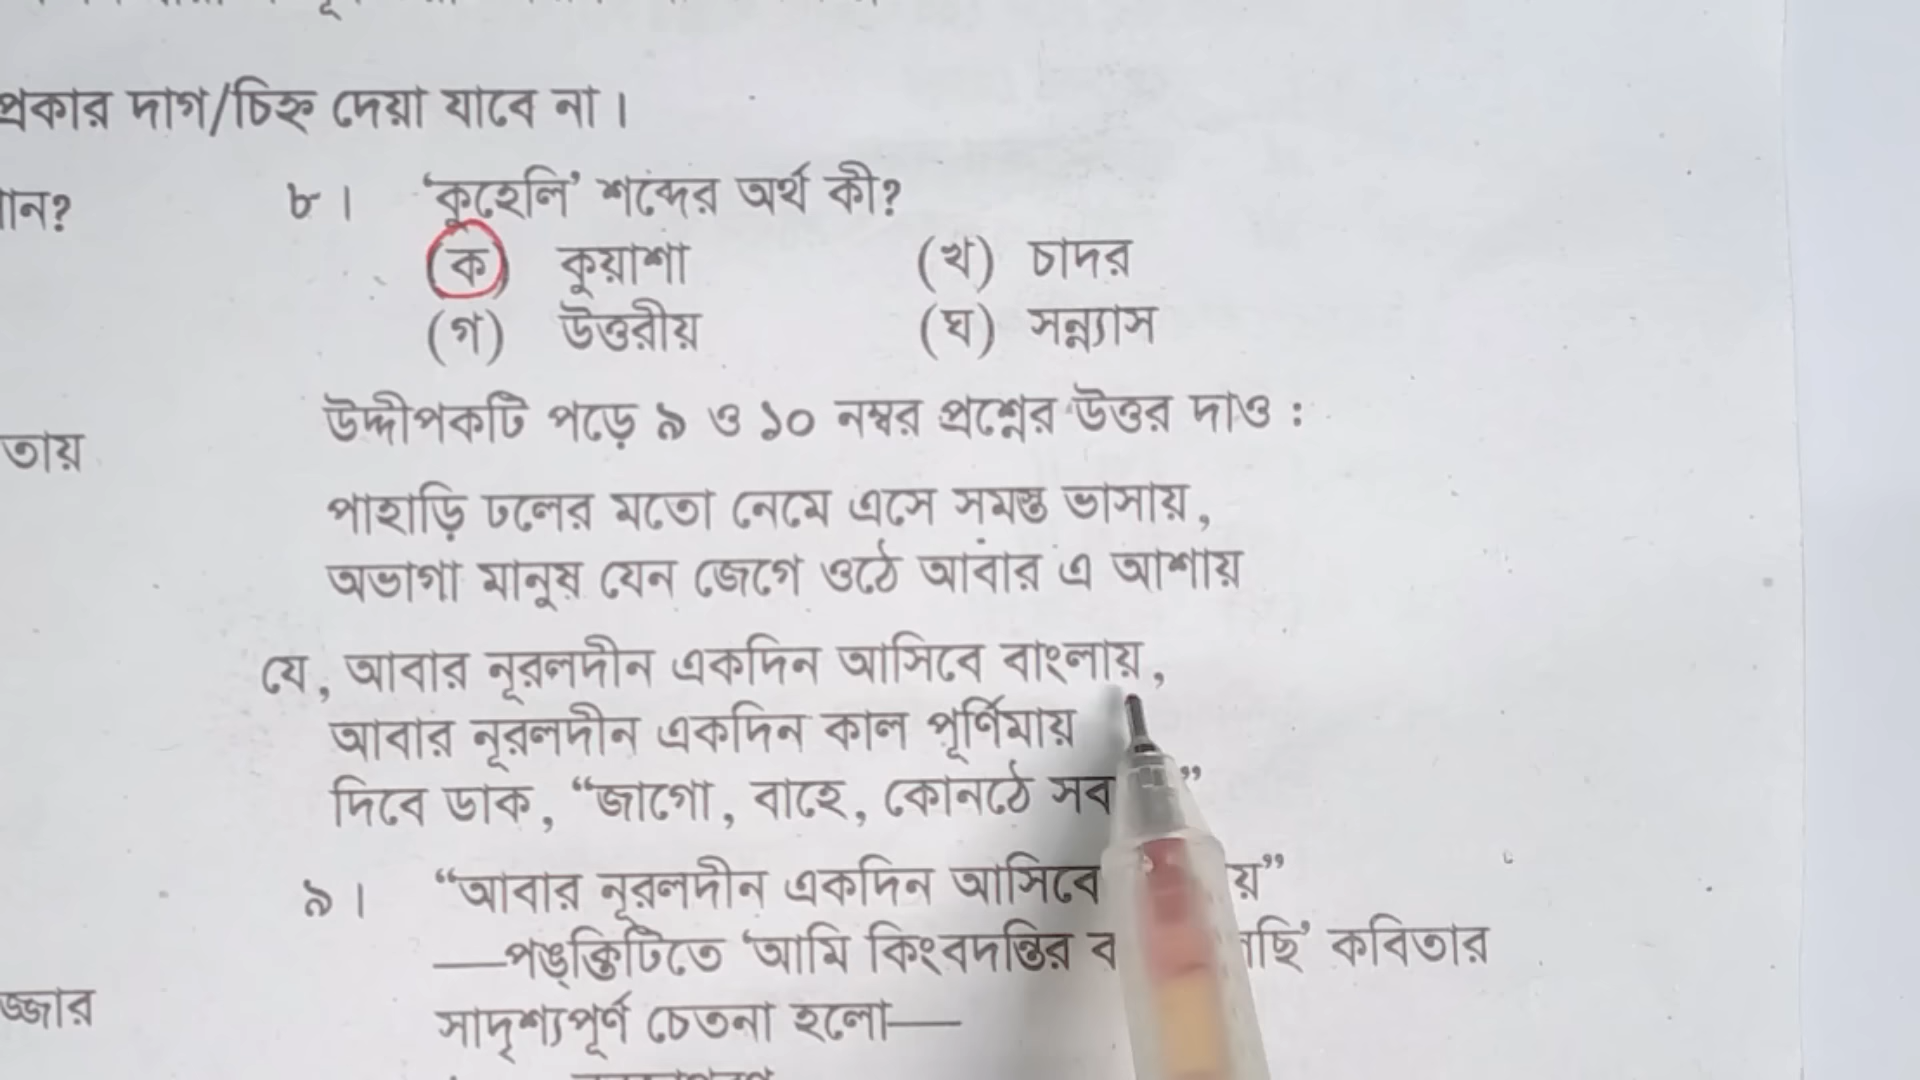 প্রকার দাগ/চিহ্ন দেয়া যাবে না।
৮। ‘কুহেলি’ শব্দের অর্থ কী?
(ক) কুয়াশা (খ) চাদর
(গ) উত্তরীয় (ঘ) সন্ন্যাস
উদ্দীপকটি পড়ে ৯ ও ১০ নম্বর প্রশ্নের উত্তর দাও :
তায়
পাহাড়ি ঢলের মতো নেমে এসে সমস্ত ভাসায়,
অভাগা মানুষ যেন জেগে ওঠে আবার এ আশায়
যে, আবার নূরলদীন একদিন আসিবে বাংলায়,
আবার নূরলদীন একদিন কাল পূর্ণিমায়
দিবে ডাক, “জাগো, বাহে, কোনঠে সব ”
৯। “আবার নূরলদীন একদিন আসিবে য়”
—পঙ্‌ক্তিটিতে ‘আমি কিংবদন্তির ব ছি’ কবিতার
জ্জার
সাদৃশ্যপূর্ণ চেতনা হলো—